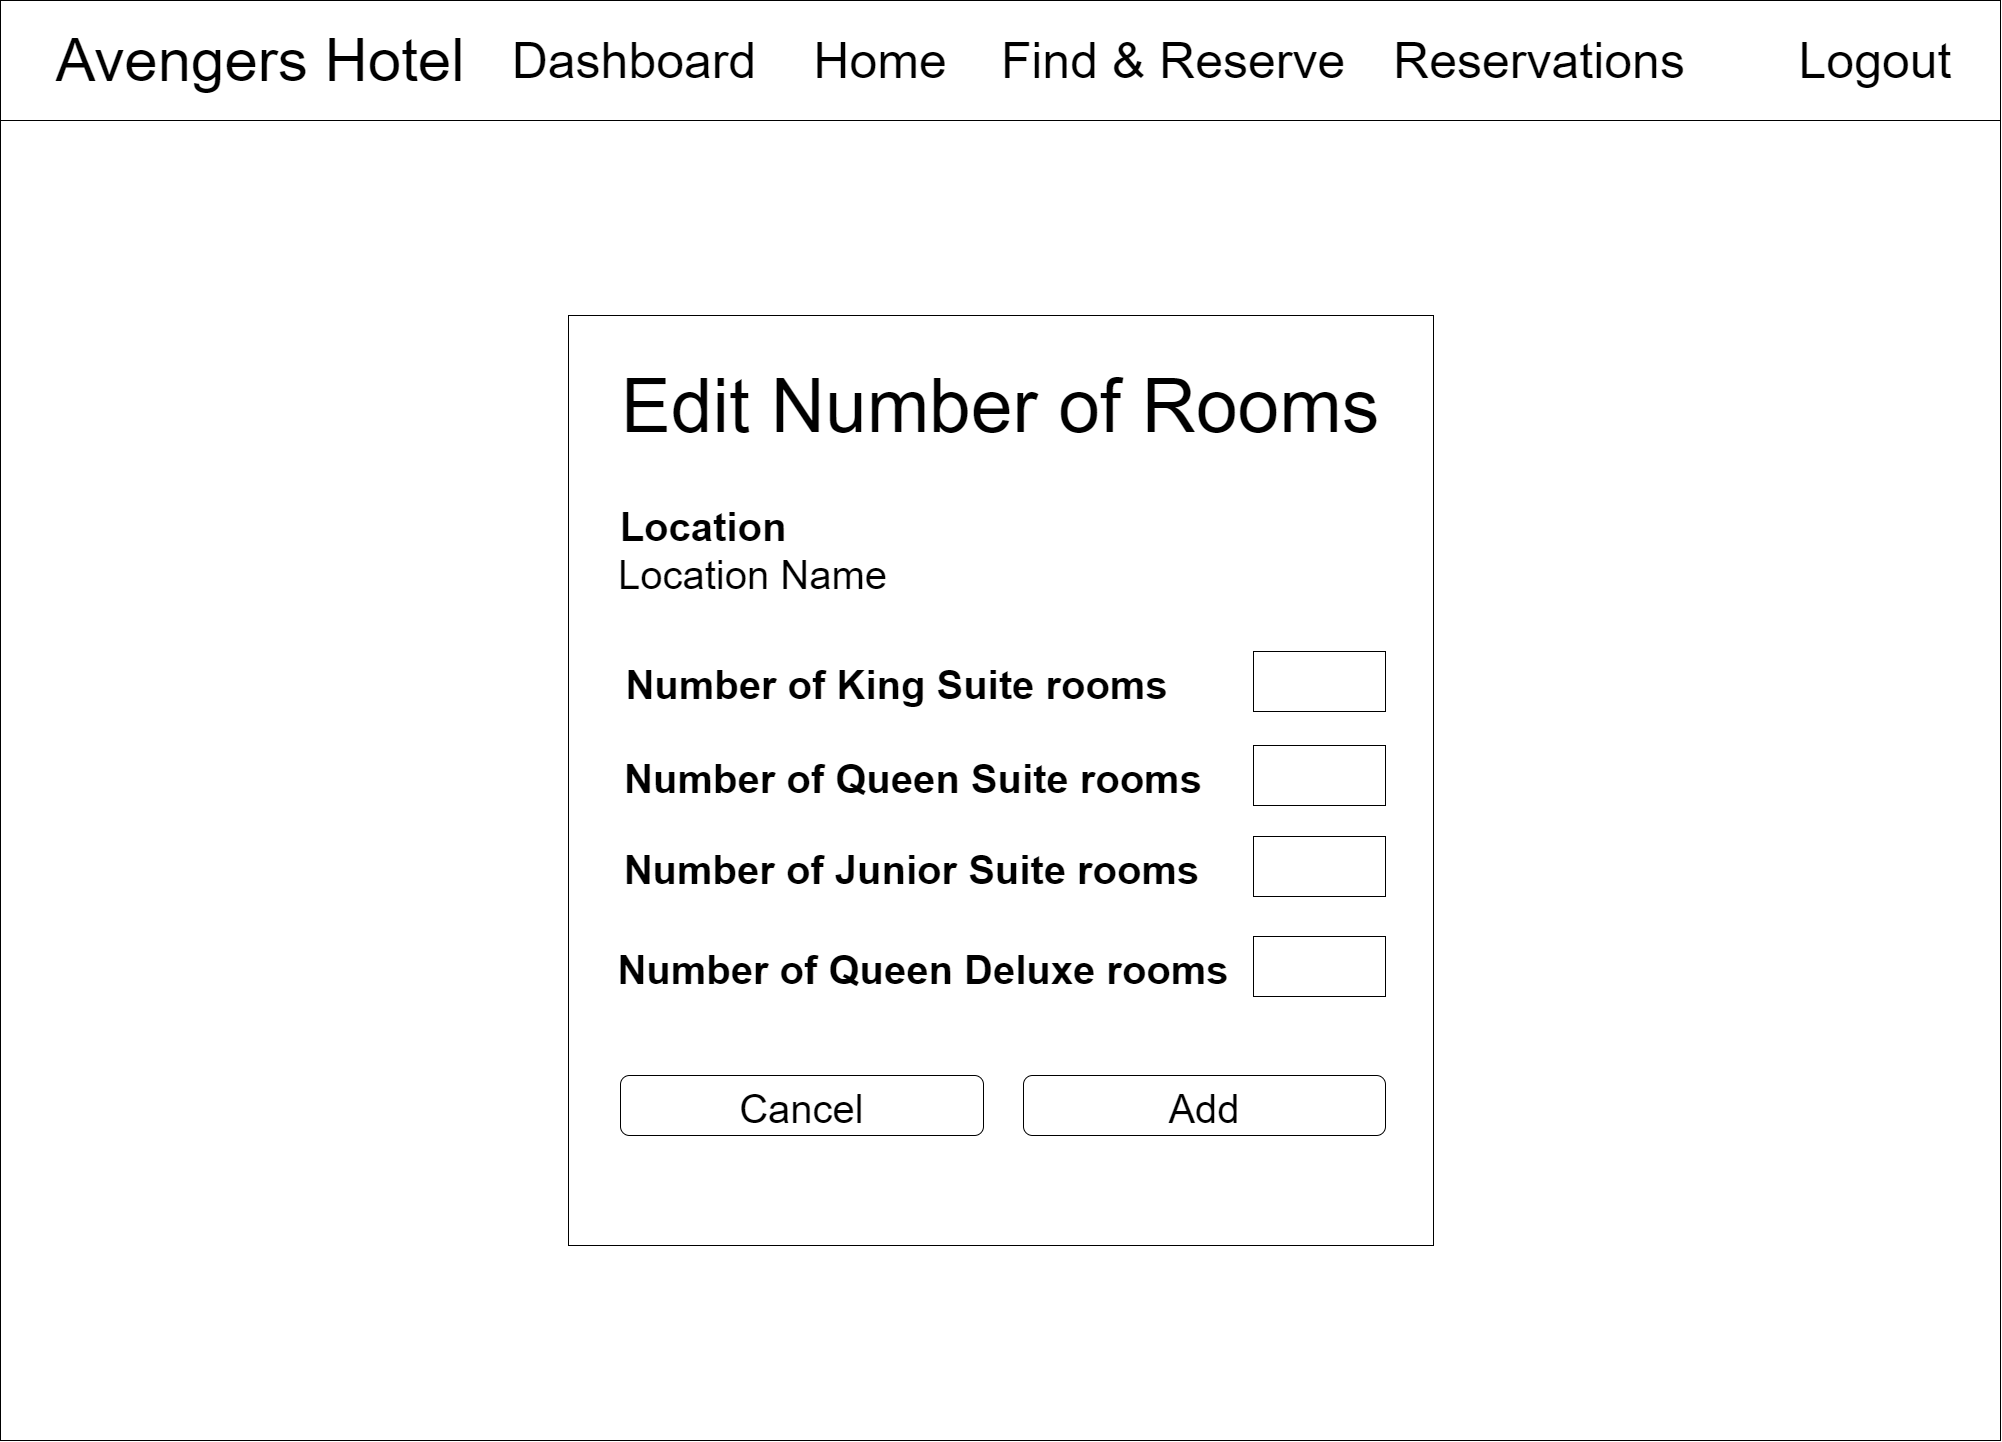 Avengers Hotel Dashboard Home Find & Reserve Reservations Logout
Edit Number of Rooms
Location
Location Name
Number of King Suite rooms
Number of Queen Suite rooms
Number of Junior Suite rooms
Number of Queen Deluxe rooms
Cancel Add